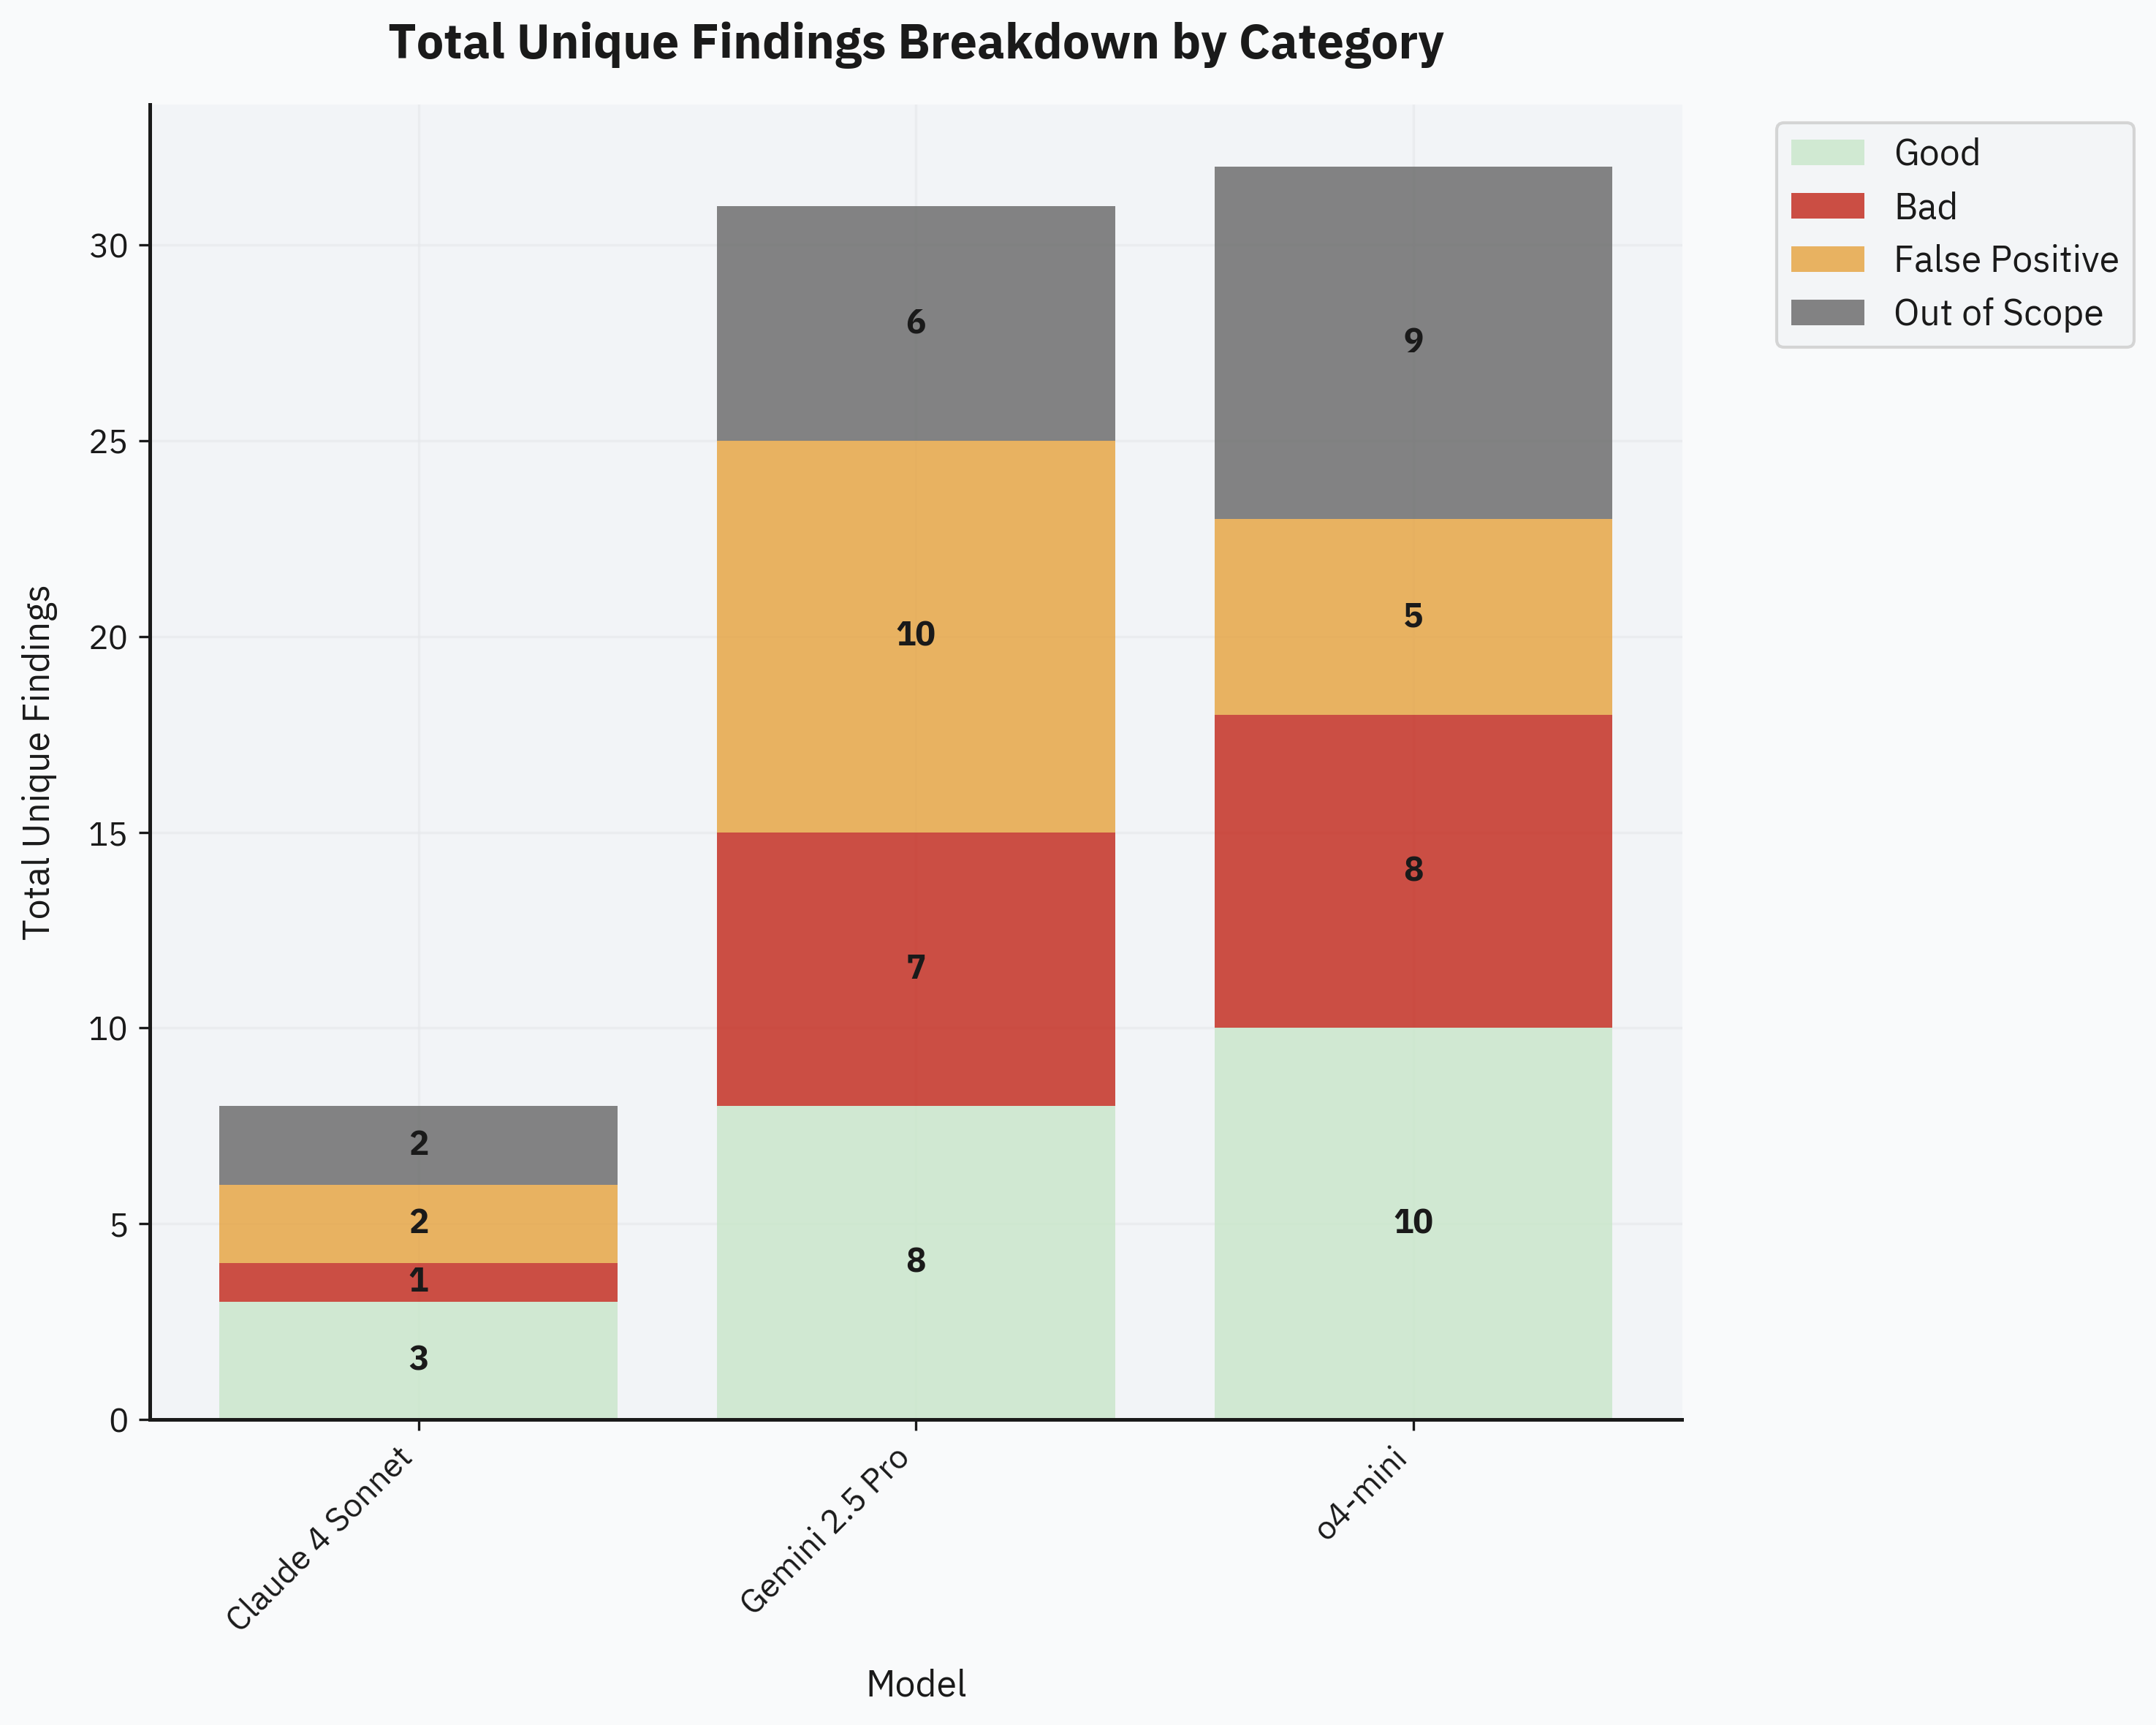 Total Unique Findings Breakdown by Category
Good
Bad
False Positive
Out of Scope
Total Unique Findings
30
25
20
15
10
5
0
2
2
1
3
6
10
7
8
9
5
8
10
Claude 4 Sonnet
Gemini 2.5 Pro
o4-mini
Model